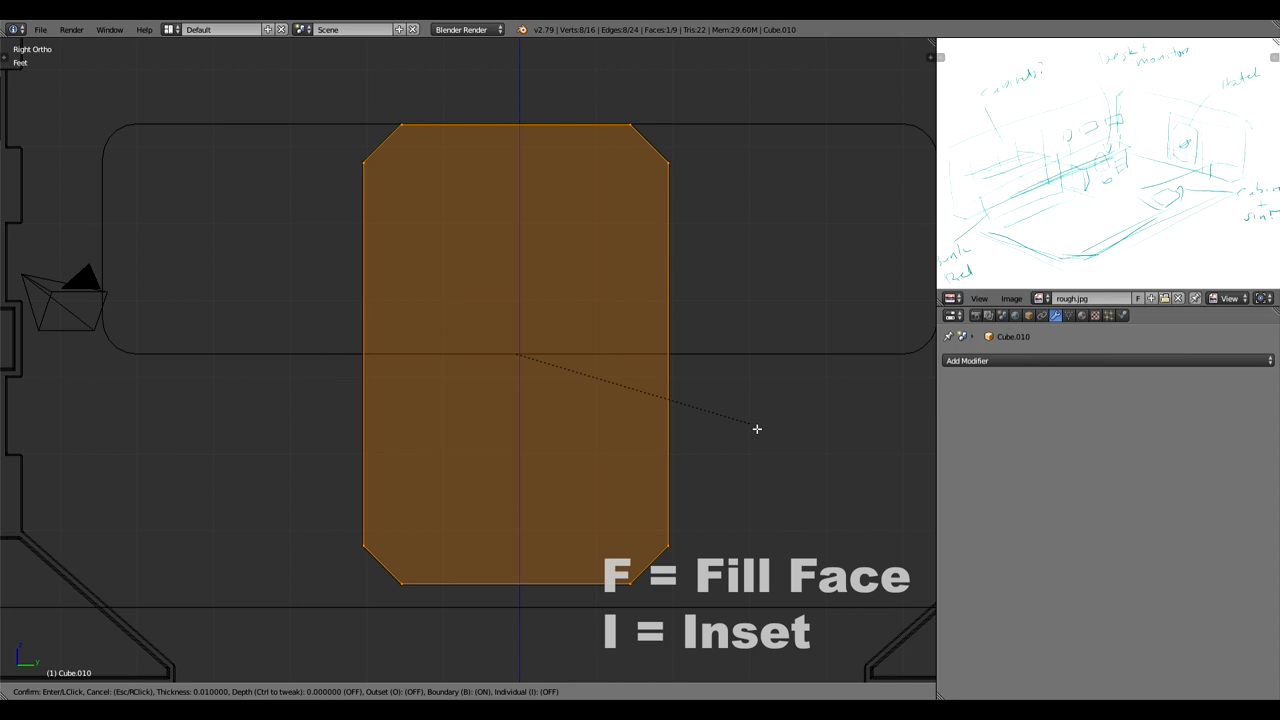 File Render Window Help Default Scene Blender Render v2.79 | Verts:8/16 | Edges:8/24 | Faces:1/9 | Tris:22 | Mem:29.60M | Cube.010
Right Ortho
Feet
monitors
Hatch
View Image rough.jpg F View
Cube.010
Add Modifier
F = Fill Face
I = Inset
z
y
(1) Cube.010
Confirm: Enter/LClick, Cancel: (Esc/RClick), Thickness: 0.010000, Depth (Ctrl to tweak): 0.000000 (OFF), Outset (O): (OFF), Boundary (B): (ON), Individual (I): (OFF)